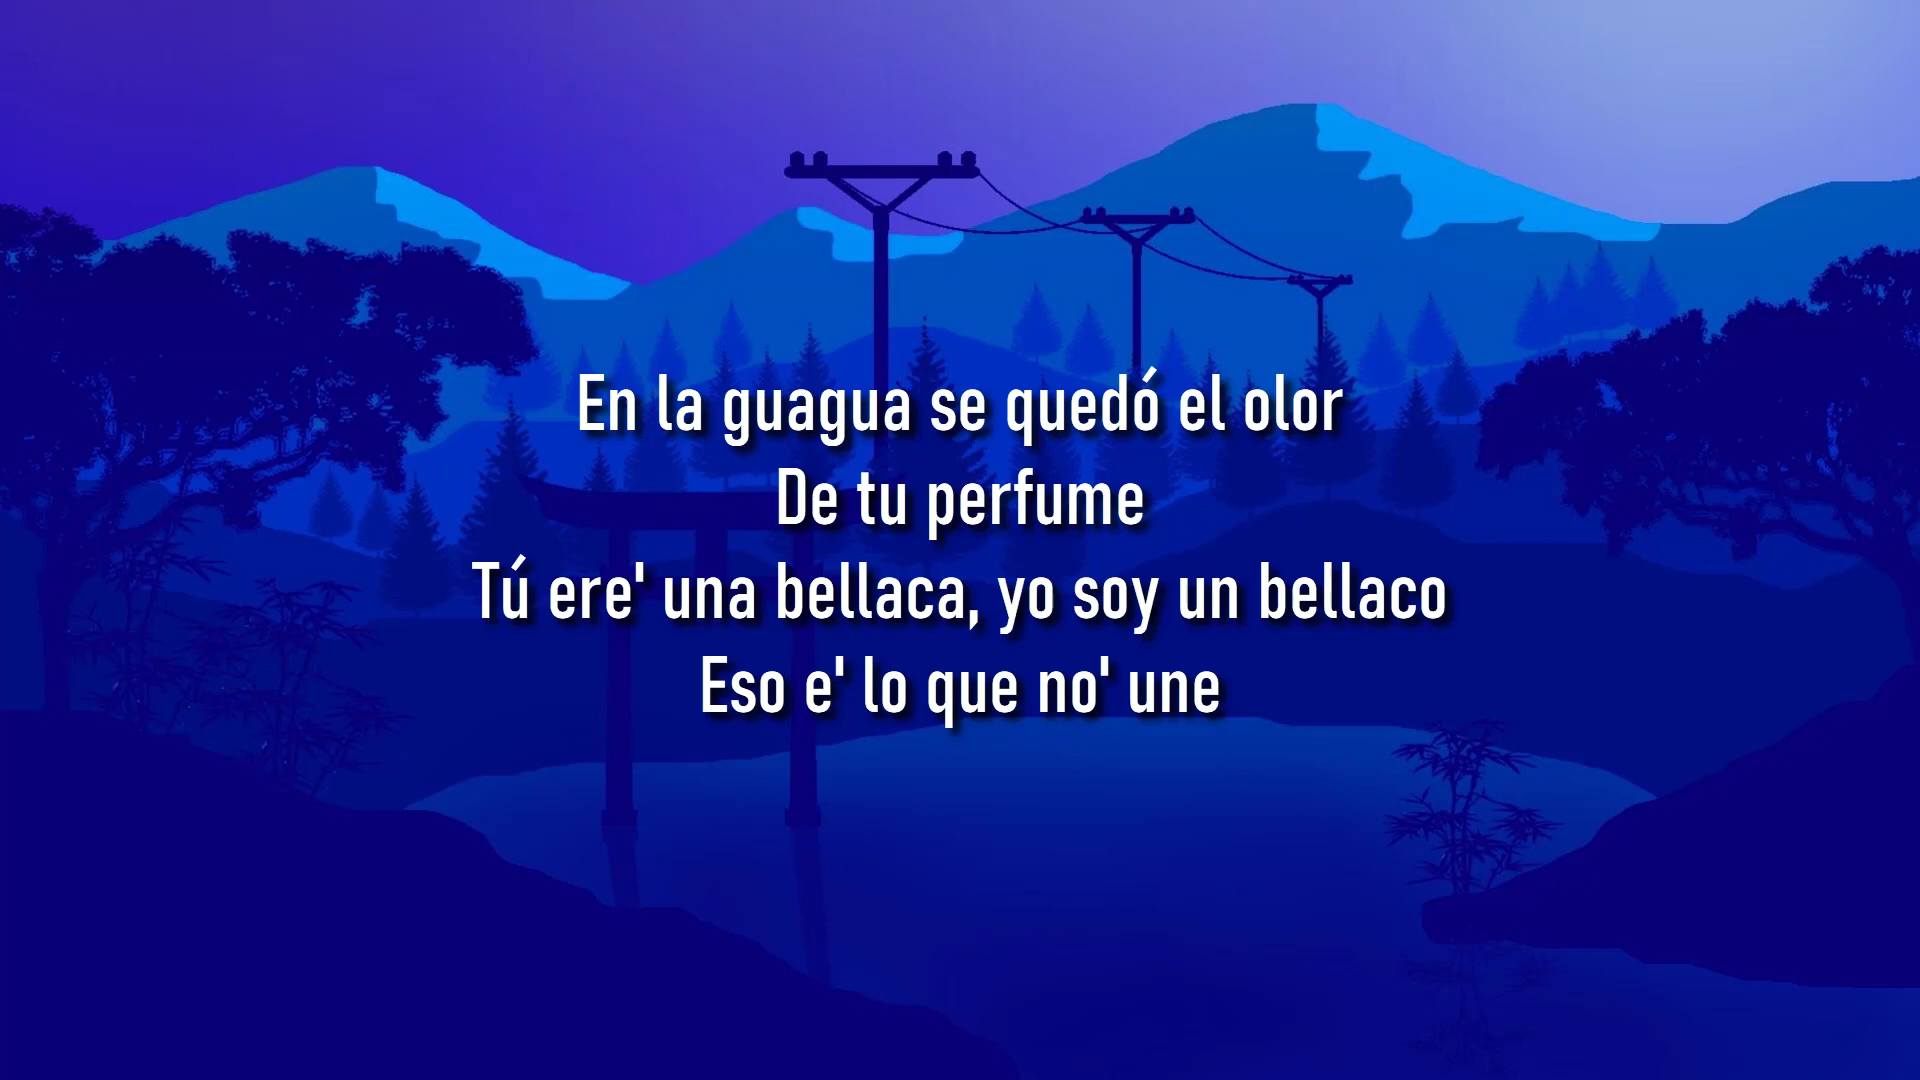 En la guagua se quedó el olor
De tu perfume
Tú ere' una bellaca, yo soy un bellaco
Eso e' lo que no' une